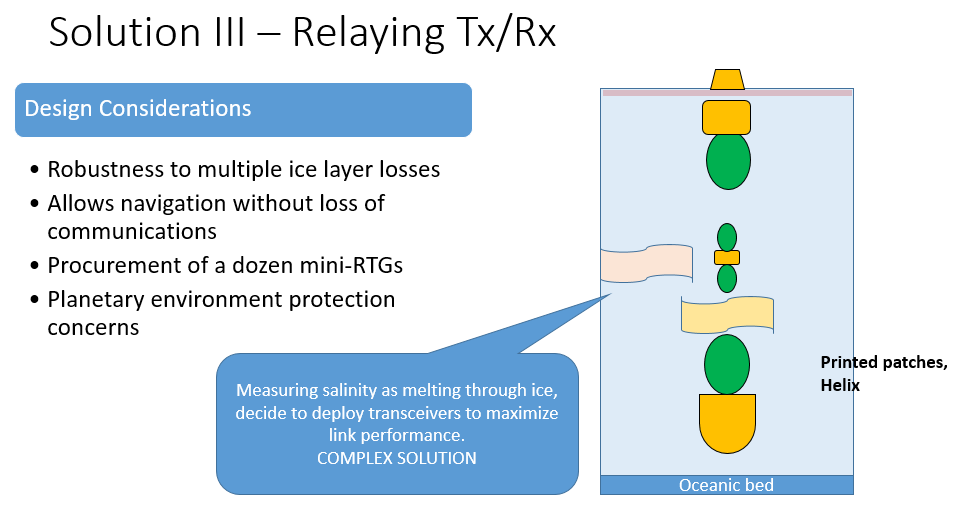 Solution III – Relaying Tx/Rx
Design Considerations
• Robustness to multiple ice layer losses
• Allows navigation without loss of
communications
• Procurement of a dozen mini-RTGs
• Planetary environment protection
concerns
Measuring salinity as melting through ice,
decide to deploy transceivers to maximize
link performance.
COMPLEX SOLUTION
Printed patches,
Helix
Oceanic bed